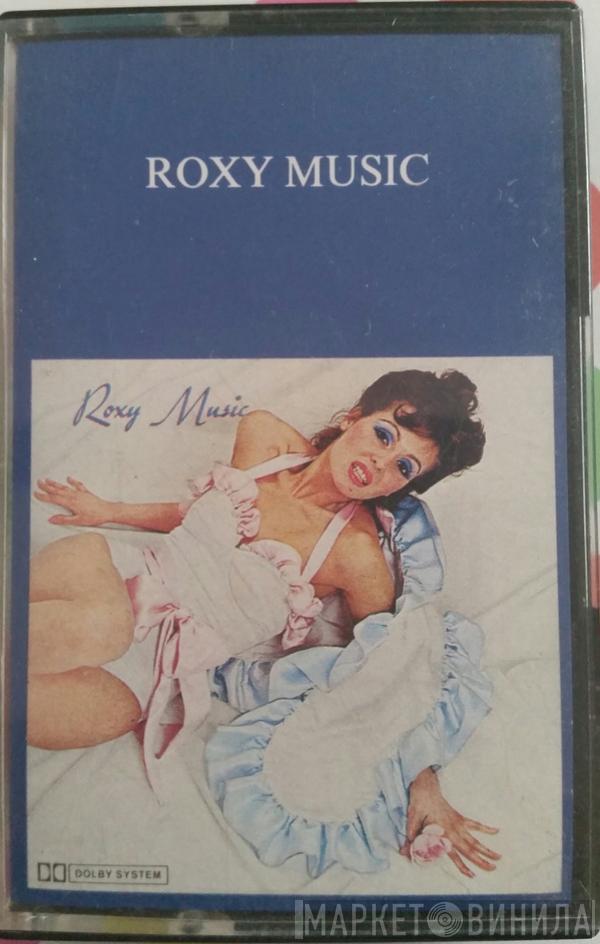 ROXY MUSIC
Roxy Music
DOLBY SYSTEM
МАРКЕТ ВИНИЛА